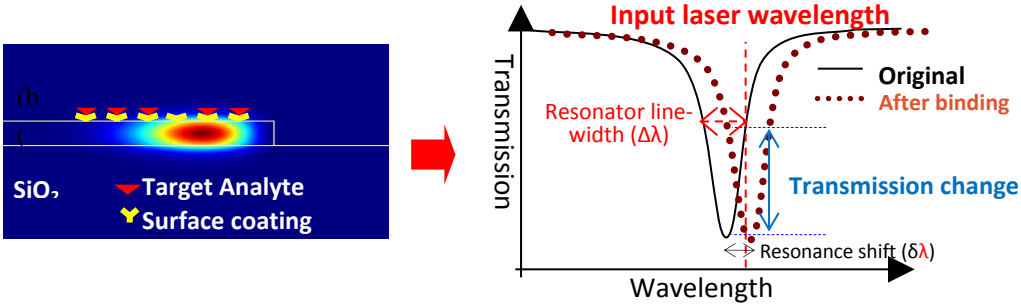 (b
(
SiO₂
Target Analyte
Surface coating
Input laser wavelength
Transmission
Original
After binding
Resonator line-
width (Δλ)
Transmission change
Resonance shift (δλ)
Wavelength